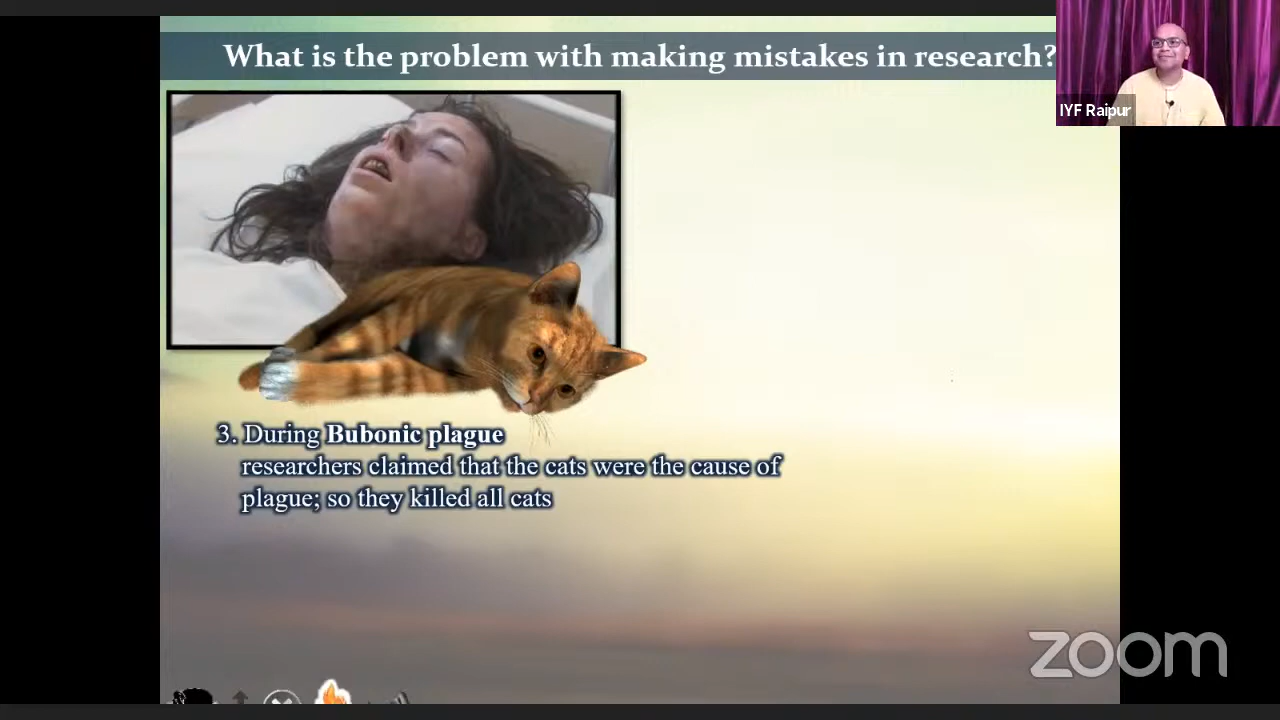 What is the problem with making mistakes in research?
IYF Raipur
3. During Bubonic plague
researchers claimed that the cats were the cause of
plague; so they killed all cats
zoom